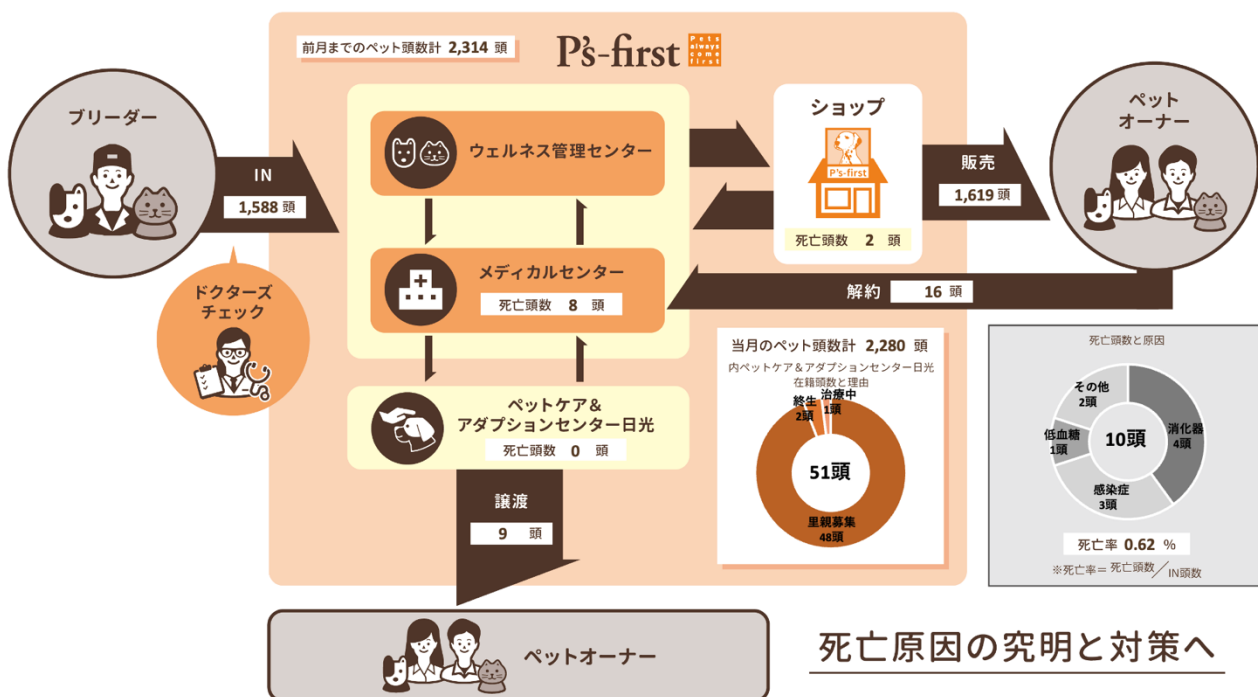 前月までのペット頭数計 2,314 頭
P's-first
Pets
always
come
first
ブリーダー
IN
1,588 頭
ドクターズ
チェック
ウェルネス管理センター
メディカルセンター
死亡頭数 8 頭
ペットケア＆
アダプションセンター日光
死亡頭数 0 頭
譲渡
9 頭
ショップ
P's-first
死亡頭数 2 頭
販売
1,619 頭
ペット
オーナー
解約 16 頭
当月のペット頭数計 2,280 頭
内ペットケア＆アダプションセンター日光
在籍頭数と理由
治療中
1頭
終生
2頭
51頭
里親募集
48頭
死亡頭数と原因
その他
2頭
消化器
4頭
低血糖
1頭
10頭
感染症
3頭
死亡率 0.62 %
※死亡率＝死亡頭数／IN頭数
ペットオーナー
死亡原因の究明と対策へ